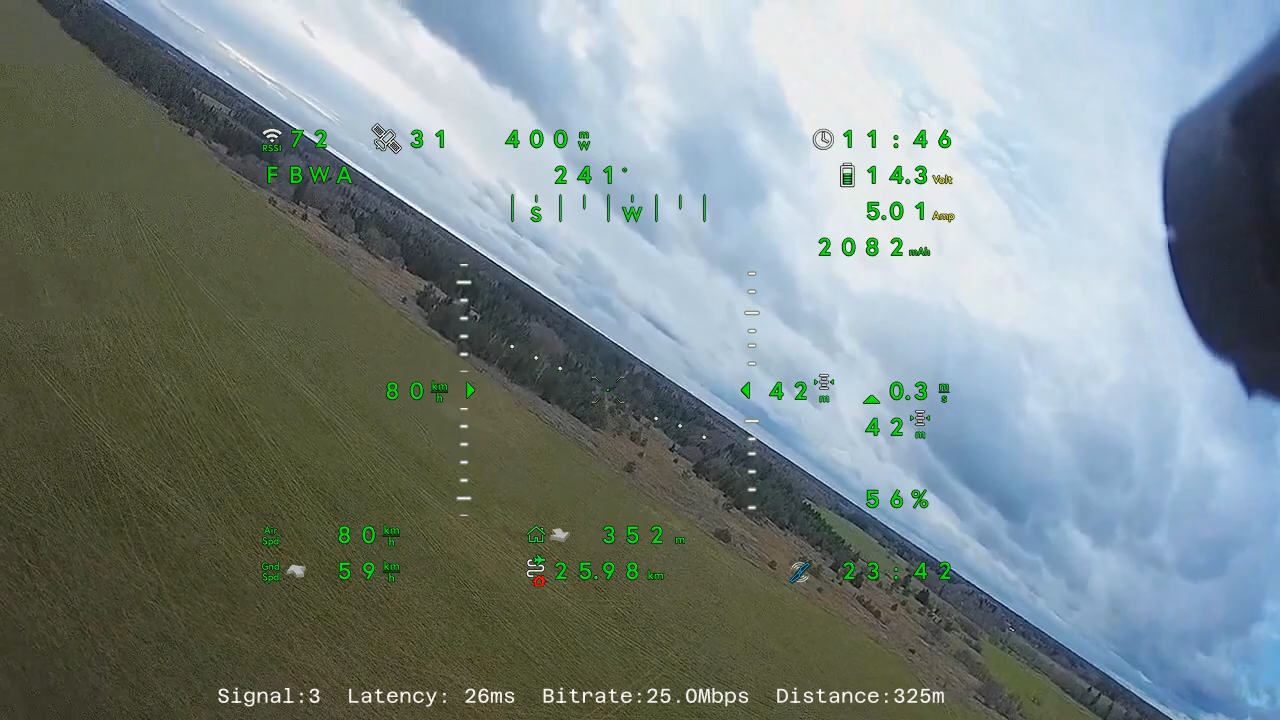 RSSI 72 31 400 mW 11:46
FBWA 241° 14.3 Volt
S W 5.01 Amp
2082 mAh
80 km/h 42 m 0.3 m/s
42 m
56%
Air Spd 80 km/h 352 m
Gnd Spd 59 km/h 25.98 km 23:42
Signal:3 Latency: 26ms Bitrate:25.0Mbps Distance:325m